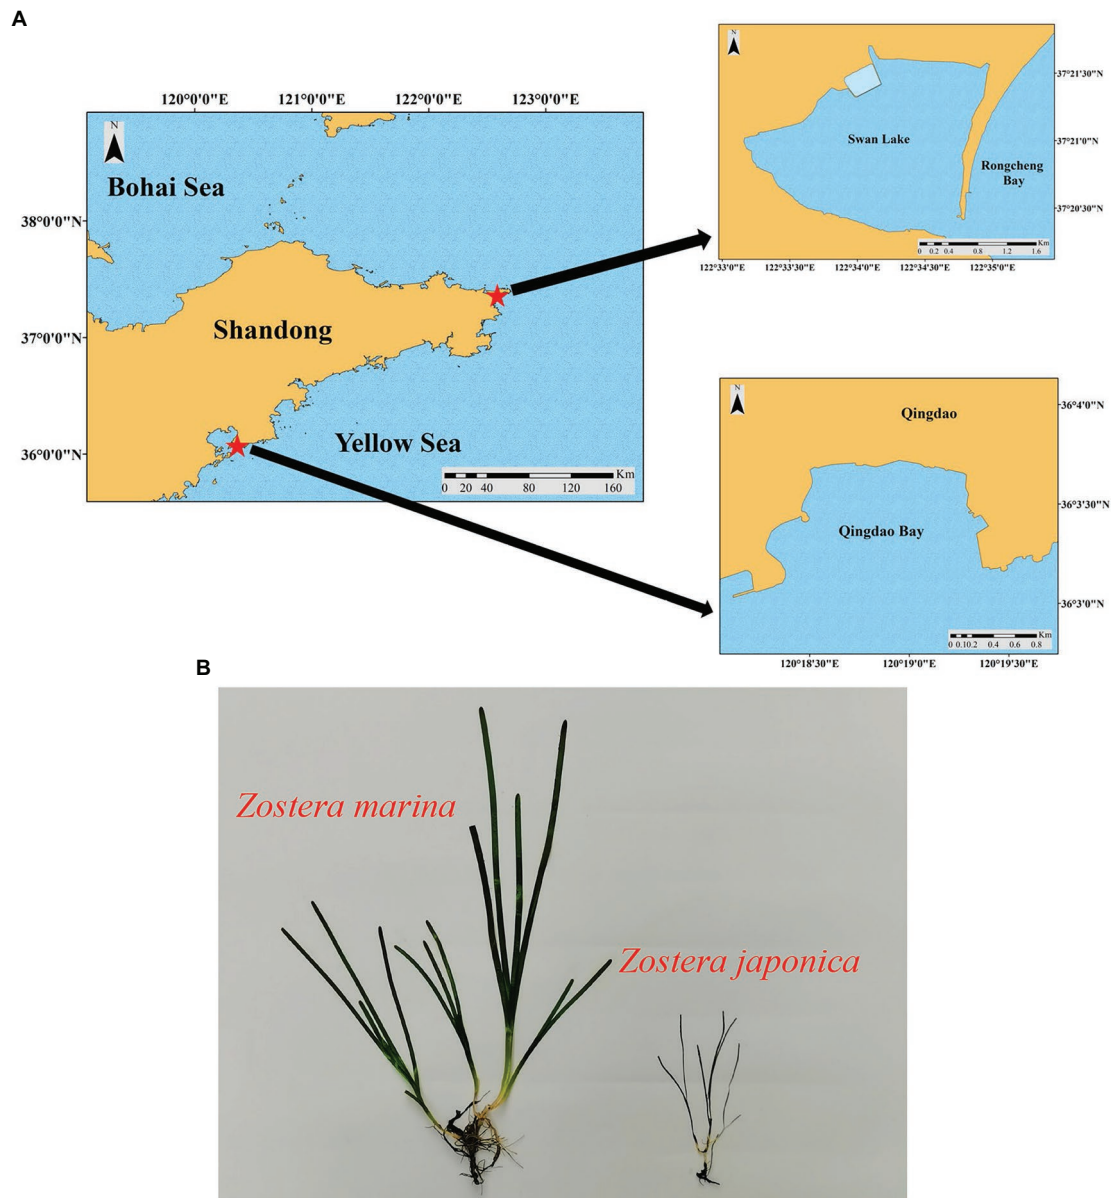 A
120°0'0"E 121°0'0"E 122°0'0"E 123°0'0"E
N
Bohai Sea
38°0'0"N
37°0'0"N
Shandong
36°0'0"N
Yellow Sea
Km
0 20 40 80 120 160
N
37°21'30"N
Swan Lake
37°21'0"N
Rongcheng
Bay
37°20'30"N
Km
0 0.2 0.4 0.8 1.2 1.6
122°33'0"E 122°33'30"E 122°34'0"E 122°34'30"E 122°35'0"E
N
36°4'0"N
Qingdao
36°3'30"N
Qingdao Bay
36°3'0"N
Km
0 0.10.2 0.4 0.6 0.8
120°18'30"E 120°19'0"E 120°19'30"E
B
Zostera marina
Zostera japonica